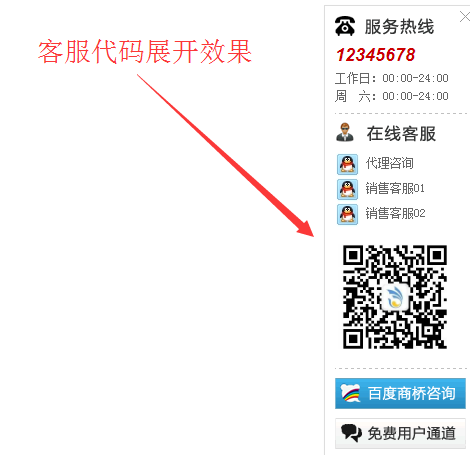 客服代码展开效果
服务热线
12345678
工作日：00:00-24:00
周　六：00:00-24:00
在线客服
代理咨询
销售客服01
销售客服02
百度商桥咨询
免费用户通道